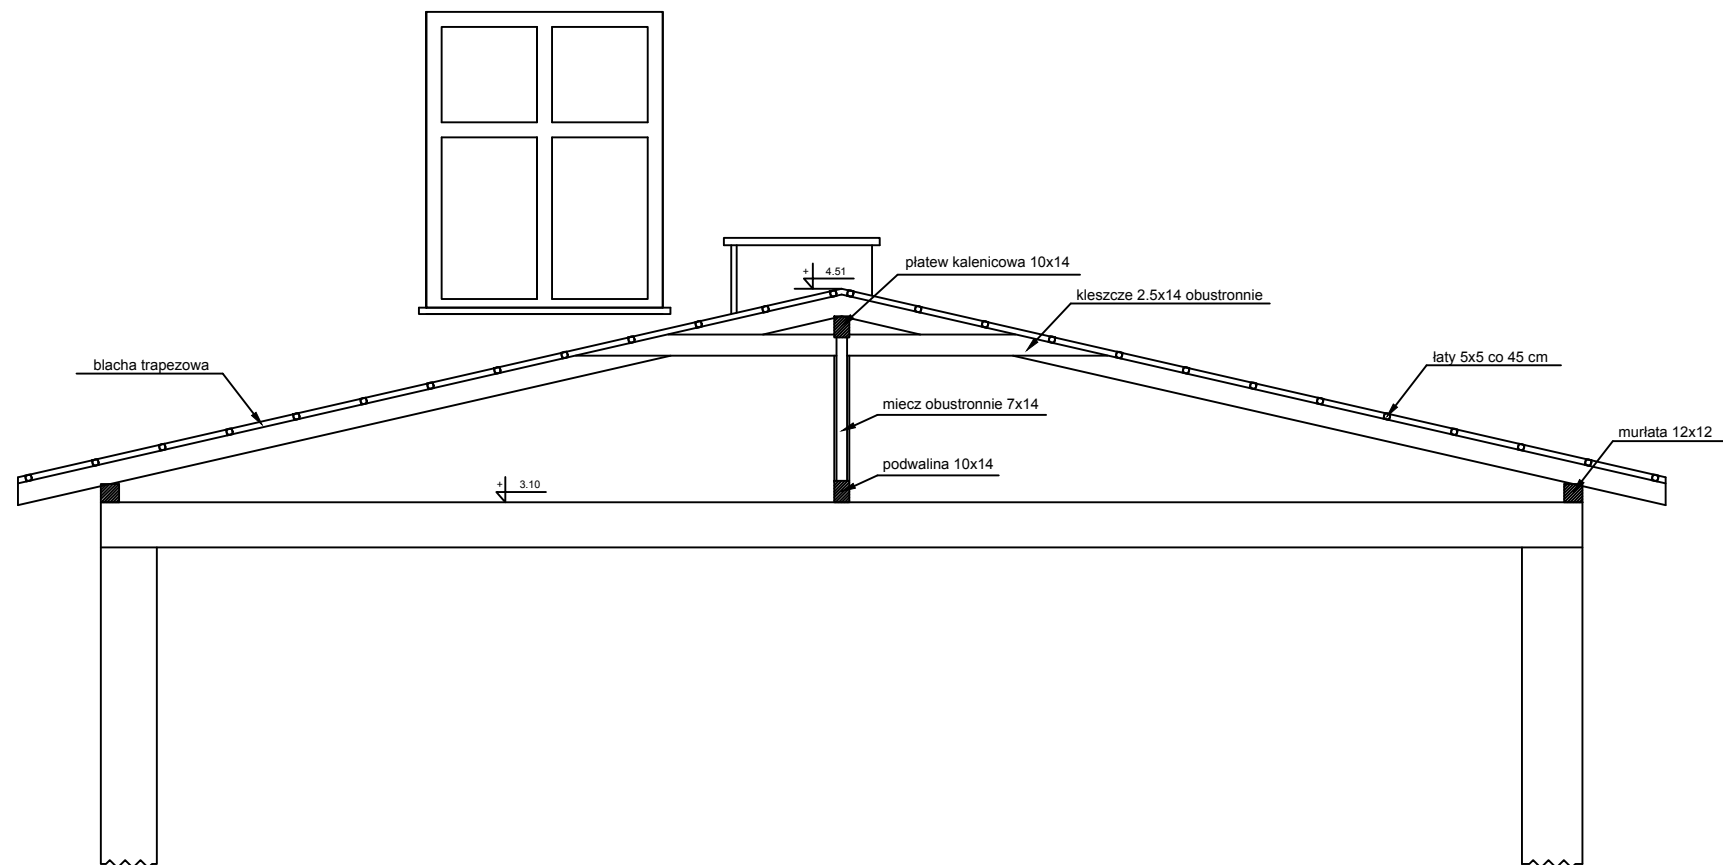 płatew kalenicowa 10x14
+ 4.51
kleszcze 2.5x14 obustronnie
blacha trapezowa
łaty 5x5 co 45 cm
miecz obustronnie 7x14
murłata 12x12
podwalina 10x14
+ 3.10